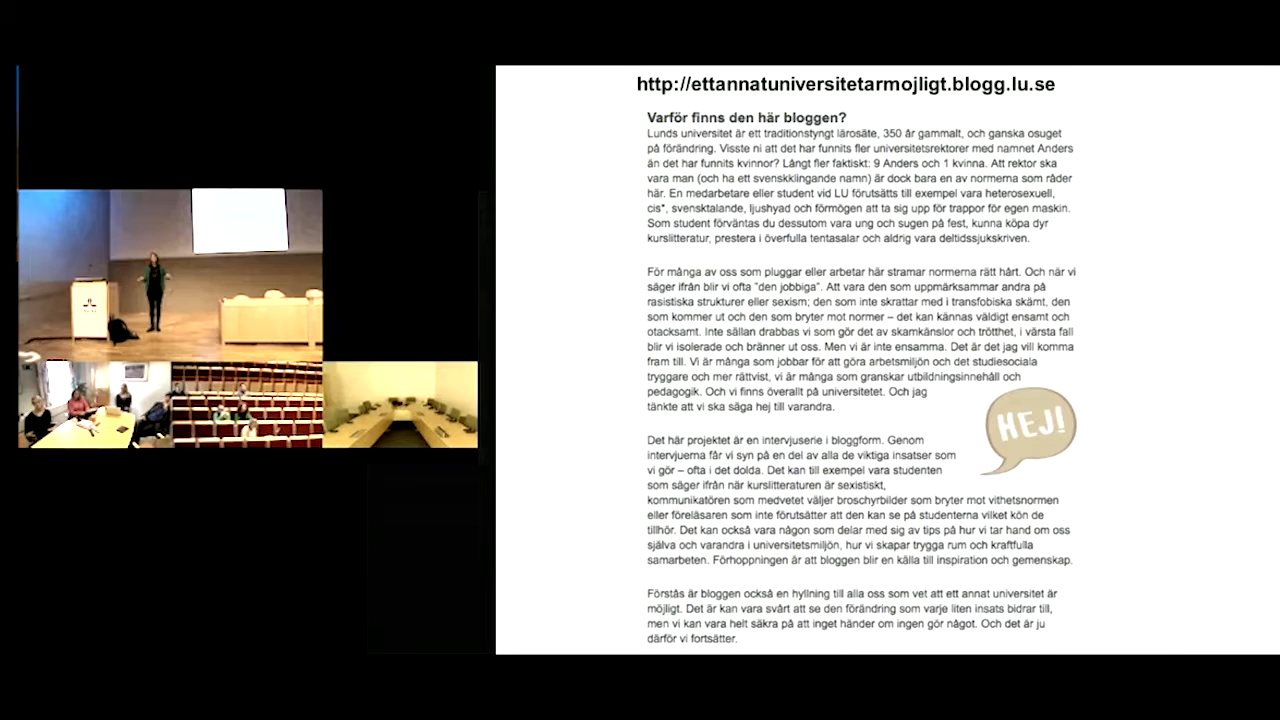 http://ettannatuniversitetarmojligt.blogg.lu.se
Varför finns den här bloggen?
Lunds universitet är ett traditionstyngt lärosäte, 350 år gammalt, och ganska osuget
på förändring. Visste ni att det har funnits fler universitetsrektorer med namnet Anders
än det har funnits kvinnor? Långt fler faktiskt: 9 Anders och 1 kvinna. Att rektor ska
vara man (och ha ett svenskklingande namn) är dock bara en av normerna som råder
här. En medarbetare eller student vid LU förutsätts till exempel vara heterosexuell,
cis*, svensktalande, ljushyad och förmögen att ta sig upp för trappor för egen maskin.
Som student förväntas du dessutom vara ung och sugen på fest, kunna köpa dyr
kurslitteratur, prestera i överfulla tentasalar och aldrig vara deltidssjukskriven.
För många av oss som pluggar eller arbetar här stramar normerna rätt hårt. Och när vi
säger ifrån blir vi ofta "den jobbiga". Att vara den som uppmärksammar andra på
rasistiska strukturer eller sexism; den som inte skrattar med i transfobiska skämt, den
som kommer ut och den som bryter mot normer – det kan kännas väldigt ensamt och
otacksamt. Inte sällan drabbas vi som gör det av skamkänslor och trötthet, i värsta fall
blir vi isolerade och bränner ut oss. Men vi är inte ensamma. Det är det jag vill komma
fram till. Vi är många som jobbar för att göra arbetsmiljön och det studiesociala
tryggare och mer rättvist, vi är många som granskar utbildningsinnehåll och
pedagogik. Och vi finns överallt på universitetet. Och jag
tänkte att vi ska säga hej till varandra.
HEJ!
Det här projektet är en intervjuserie i bloggform. Genom
intervjuerna får vi syn på en del av alla de viktiga insatser som
vi gör – ofta i det dolda. Det kan till exempel vara studenten
som säger ifrån när kurslitteraturen är sexistiskt,
kommunikatören som medvetet väljer broschyrbilder som bryter mot vithetsnormen
eller föreläsaren som inte förutsätter att den kan se på studenterna vilket kön de
tillhör. Det kan också vara någon som delar med sig av tips på hur vi tar hand om oss
själva och varandra i universitetsmiljön, hur vi skapar trygga rum och kraftfulla
samarbeten. Förhoppningen är att bloggen blir en källa till inspiration och gemenskap.
Förstås är bloggen också en hyllning till alla oss som vet att ett annat universitet är
möjligt. Det är kan vara svårt att se den förändring som varje liten insats bidrar till,
men vi kan vara helt säkra på att inget händer om ingen gör något. Och det är ju
därför vi fortsätter.